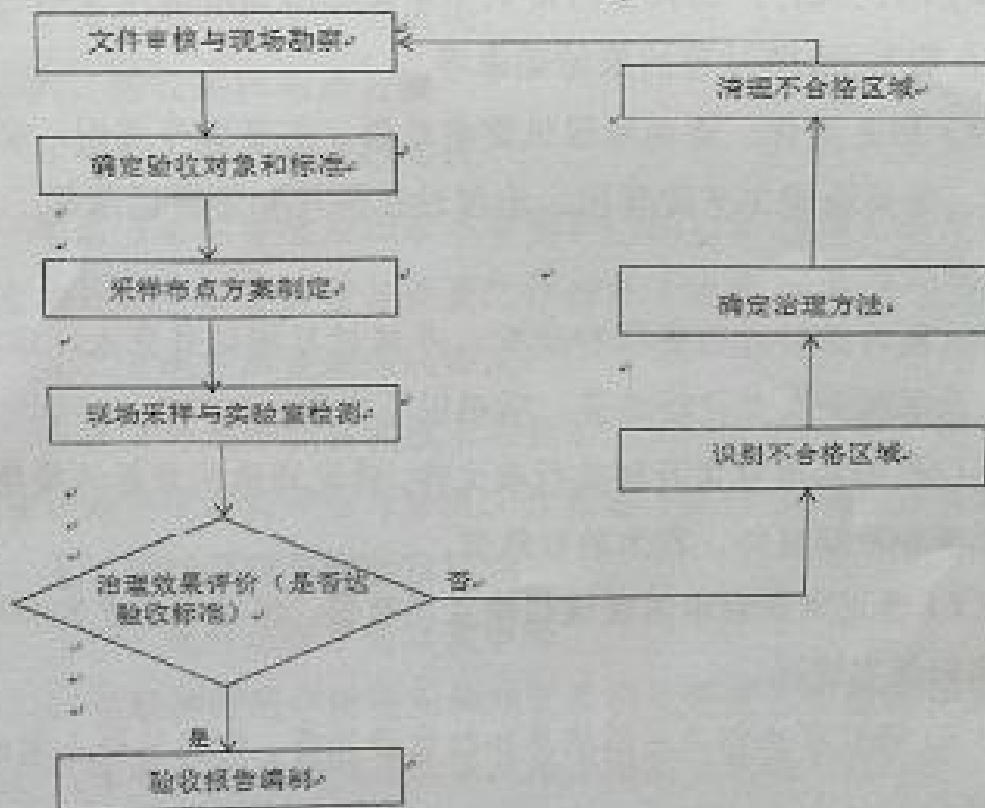 文件审核与现场勘察
清理不合格区域
确定验收对象和标准
采样布点方案制定
确定治理方法
现场采样与实验室检测
识别不合格区域
治理效果评价（是否达
验收标准）
否
是
验收报告编制